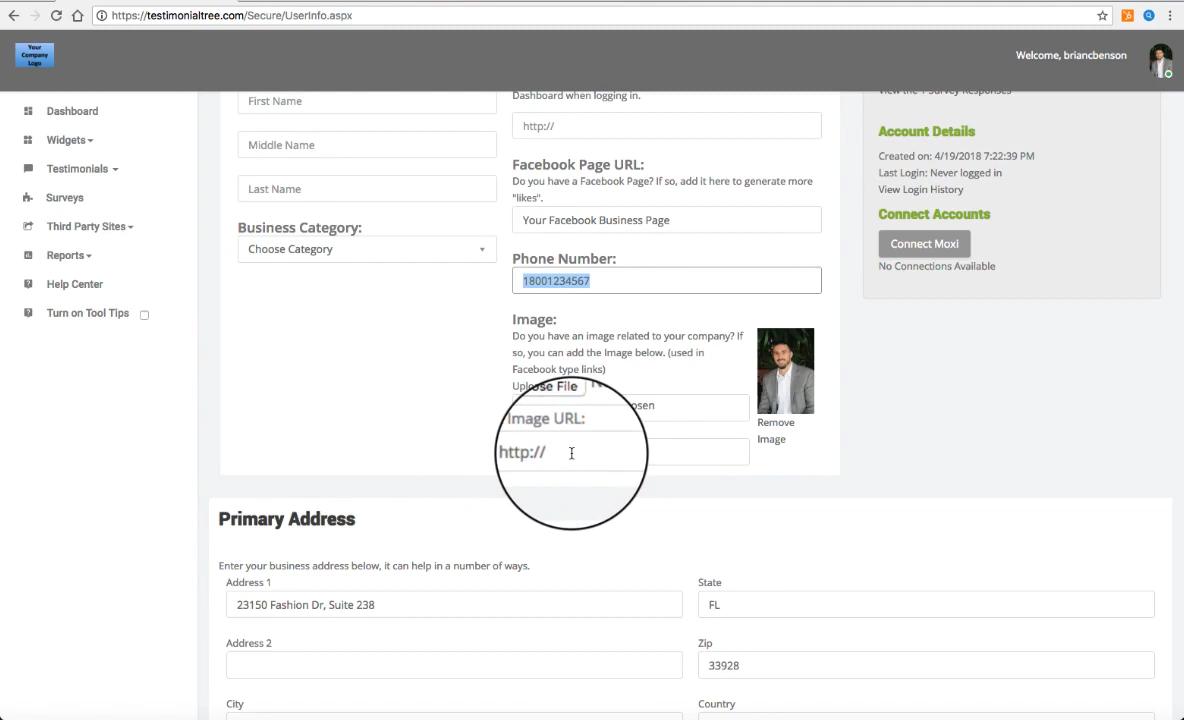 https://testimonialtree.com/Secure/UserInfo.aspx
Your
Company
Logo
Welcome, briancbenson
Dashboard
Widgets
Testimonials
Surveys
Third Party Sites
Reports
Help Center
Turn on Tool Tips
First Name
Middle Name
Last Name
Business Category:
Choose Category
Dashboard when logging in.
http://
Facebook Page URL:
Do you have a Facebook Page? If so, add it here to generate more
"likes".
Your Facebook Business Page
Phone Number:
18001234567
Image:
Do you have an image related to your company? If
so, you can add the Image below. (used in
Facebook type links)
Image URL:
http://
Remove
Image
View the 1 Survey Responses
Account Details
Created on: 4/19/2018 7:22:39 PM
Last Login: Never logged in
View Login History
Connect Accounts
Connect Moxi
No Connections Available
Primary Address
Enter your business address below, it can help in a number of ways.
Address 1
23150 Fashion Dr, Suite 238
State
FL
Address 2
Zip
33928
City
Country